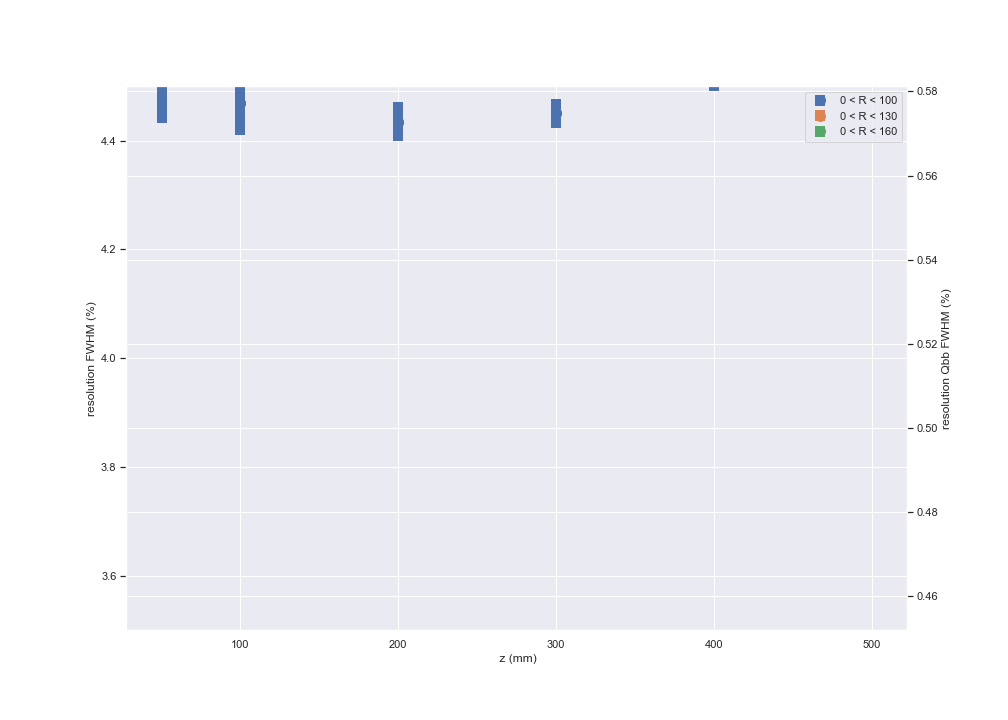 0 < R < 100
0 < R < 130
0 < R < 160
resolution FWHM (%)
4.4
4.2
4.0
3.8
3.6
0.58
0.56
0.54
0.52
0.50
0.48
0.46
resolution Qbb FWHM (%)
100
200
300
400
500
z (mm)